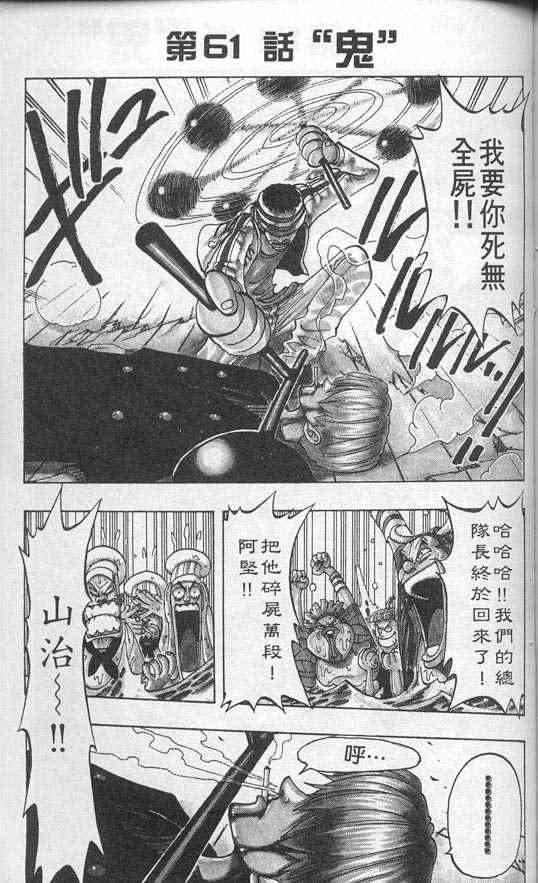 第61話 “鬼”
我要你死無
全屍!!
哈哈哈!!我們的總
隊長終於回來了!
把他碎屍萬段!
阿堅!!
山治～～!!
呼…